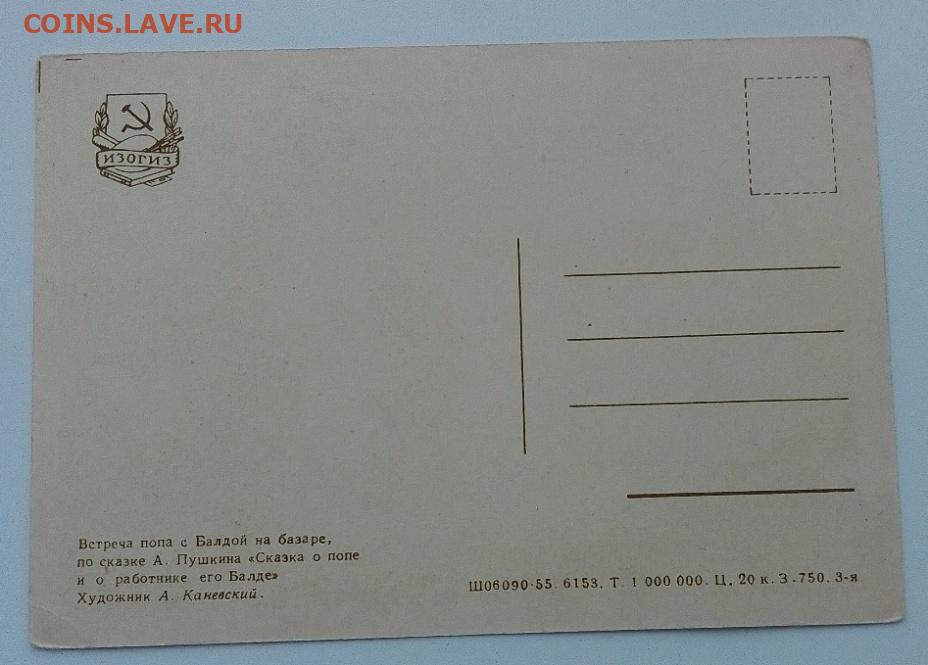 COINS.LAVE.RU
ИЗОГИЗ
Встреча попа с Балдой на базаре,
по сказке А. Пушкина «Сказка о попе
и о работнике его Балде»
Художник А. Каневский.
Ш06090-55. 6153. Т. 1 000 000. Ц. 20 к. З-750. 3-я